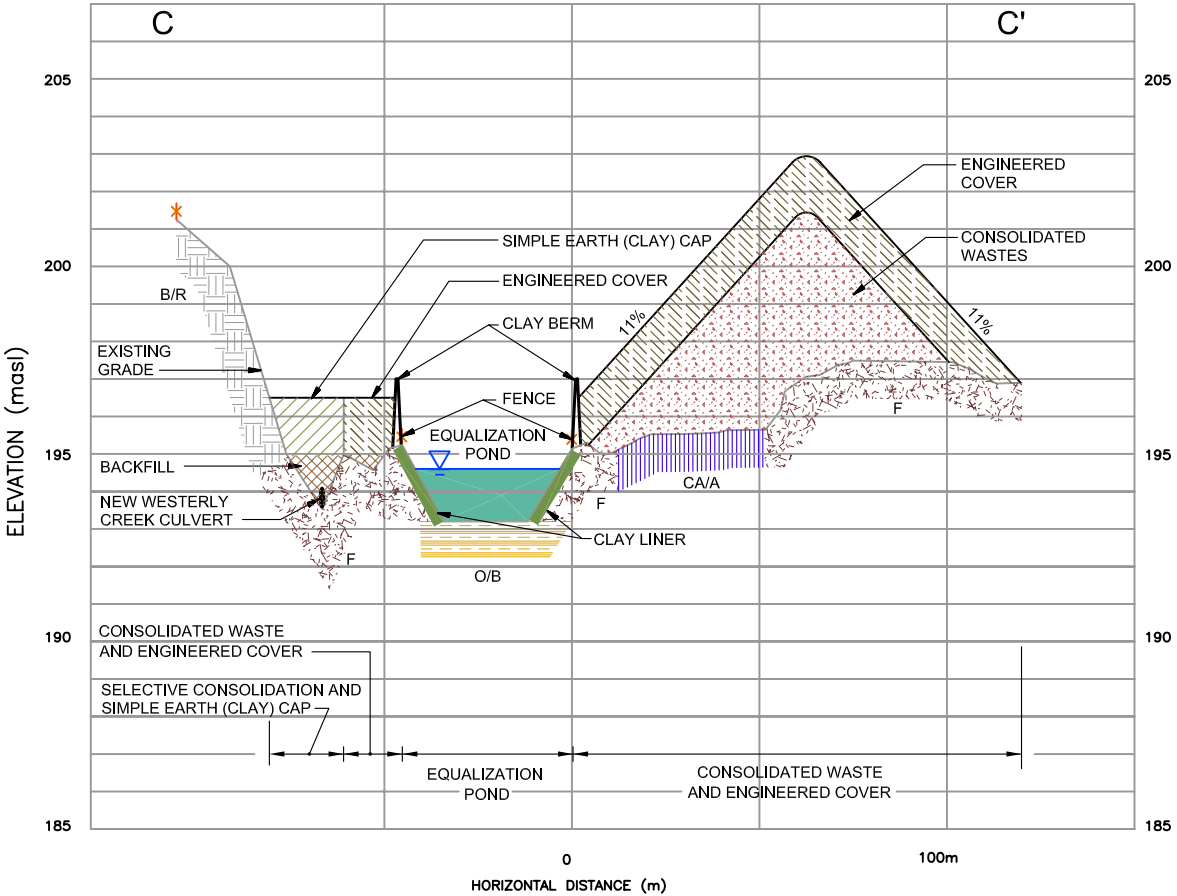 C
C'
205
205
ENGINEERED
COVER
SIMPLE EARTH (CLAY) CAP
CONSOLIDATED
WASTES
200
200
ENGINEERED COVER
B/R
11%
11%
CLAY BERM
EXISTING
GRADE
FENCE
F
EQUALIZATION
POND
195
195
BACKFILL
CA/A
NEW WESTERLY
CREEK CULVERT
F
CLAY LINER
F
O/B
ELEVATION (masl)
190
190
CONSOLIDATED WASTE
AND ENGINEERED COVER
SELECTIVE CONSOLIDATION AND
SIMPLE EARTH (CLAY) CAP
EQUALIZATION
POND
CONSOLIDATED WASTE
AND ENGINEERED COVER
185
185
0
100m
HORIZONTAL DISTANCE (m)